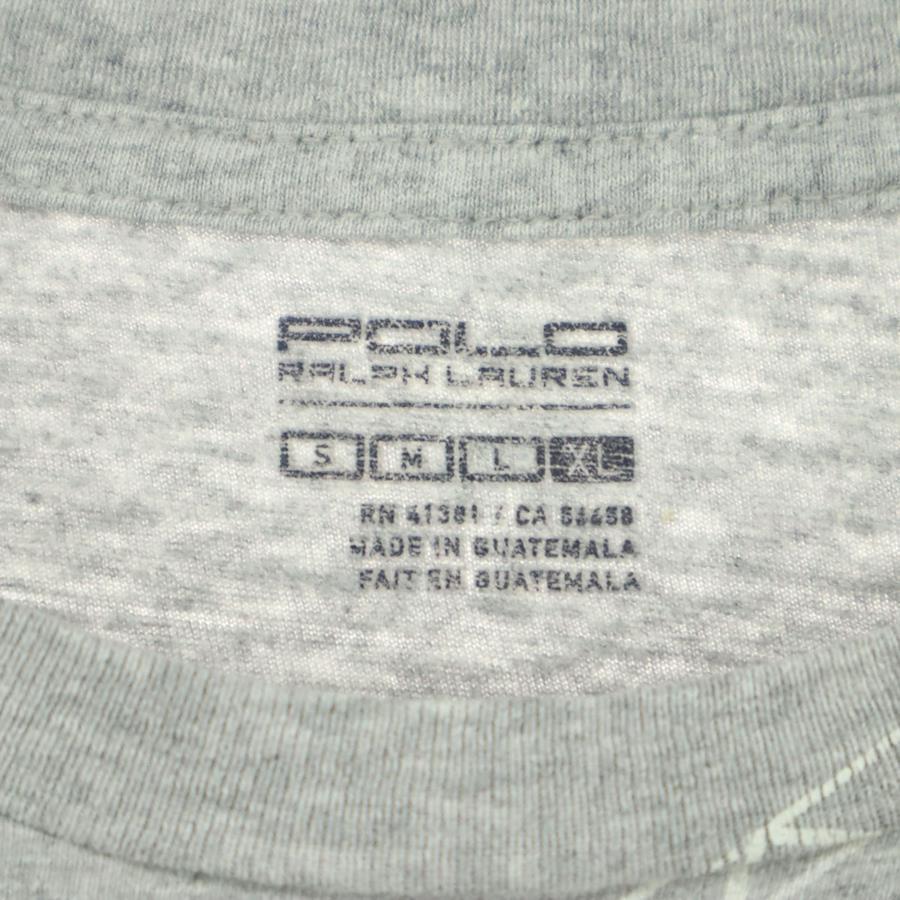 POLO
RALPH LAUREN
S M L XL
RN 41381 / CA 56658
MADE IN GUATEMALA
FAIT EN GUATEMALA